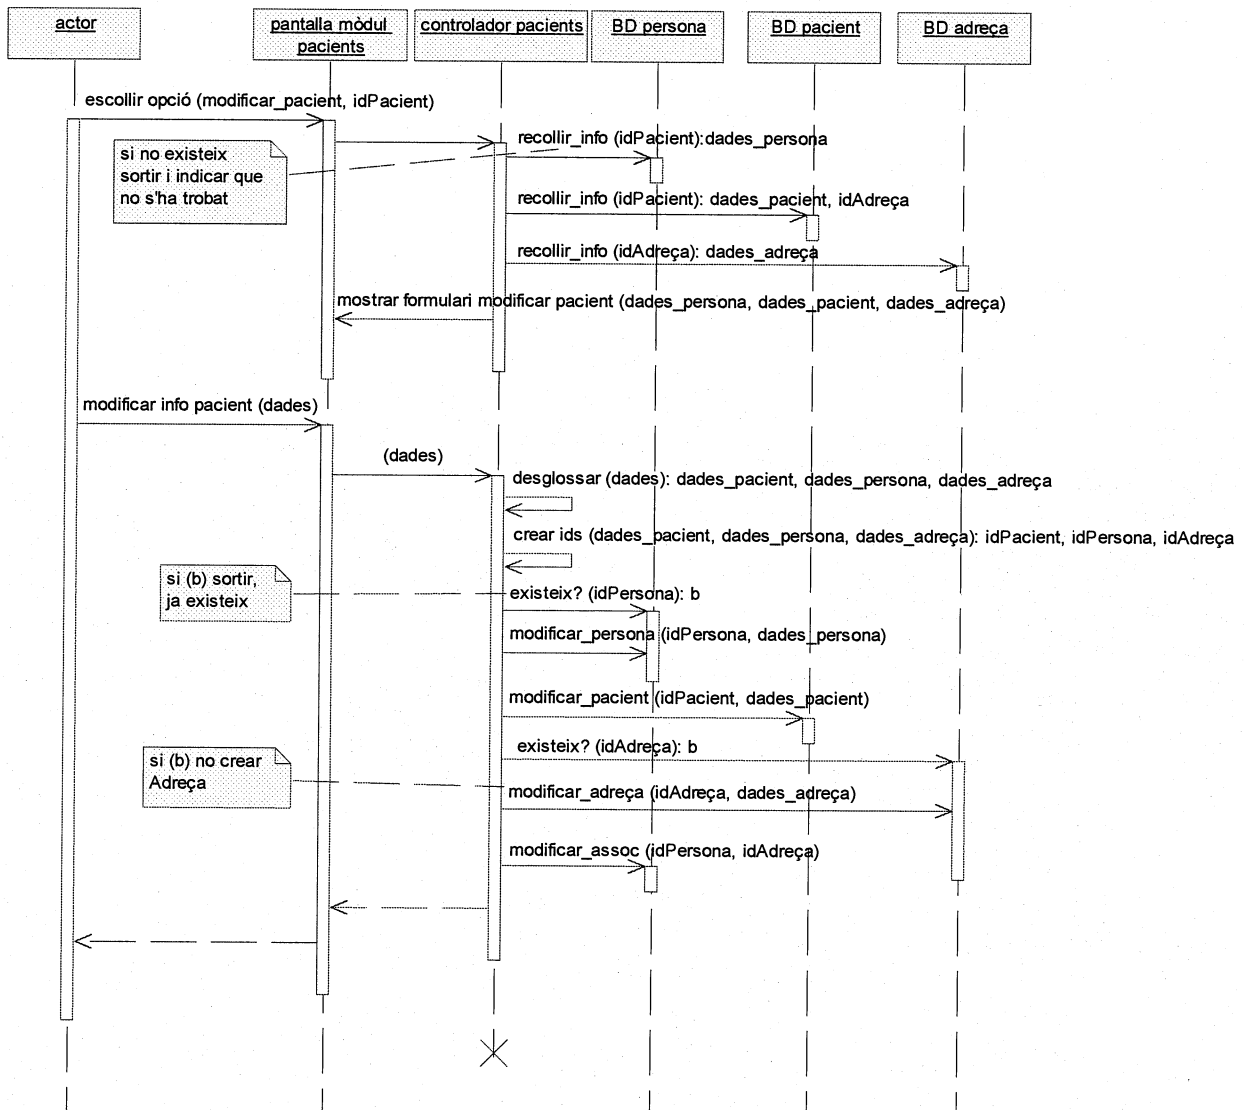 actor
pantalla mòdul
pacients
controlador pacients
BD persona
BD pacient
BD adreça
escollir opció (modificar_pacient, idPacient)
si no existeix
sortir i indicar que
no s'ha trobat
recollir_info (idPacient):dades_persona
recollir_info (idPacient): dades_pacient, idAdreça
recollir_info (idAdreça): dades_adreça
mostrar formulari modificar pacient (dades_persona, dades_pacient, dades_adreça)
modificar info pacient (dades)
(dades)
desglossar (dades): dades_pacient, dades_persona, dades_adreça
crear ids (dades_pacient, dades_persona, dades_adreça): idPacient, idPersona, idAdreça
si (b) sortir,
ja existeix
existeix? (idPersona): b
modificar_persona (idPersona, dades_persona)
modificar_pacient (idPacient, dades_pacient)
existeix? (idAdreça): b
si (b) no crear
Adreça
modificar_adreça (idAdreça, dades_adreça)
modificar_assoc (idPersona, idAdreça)